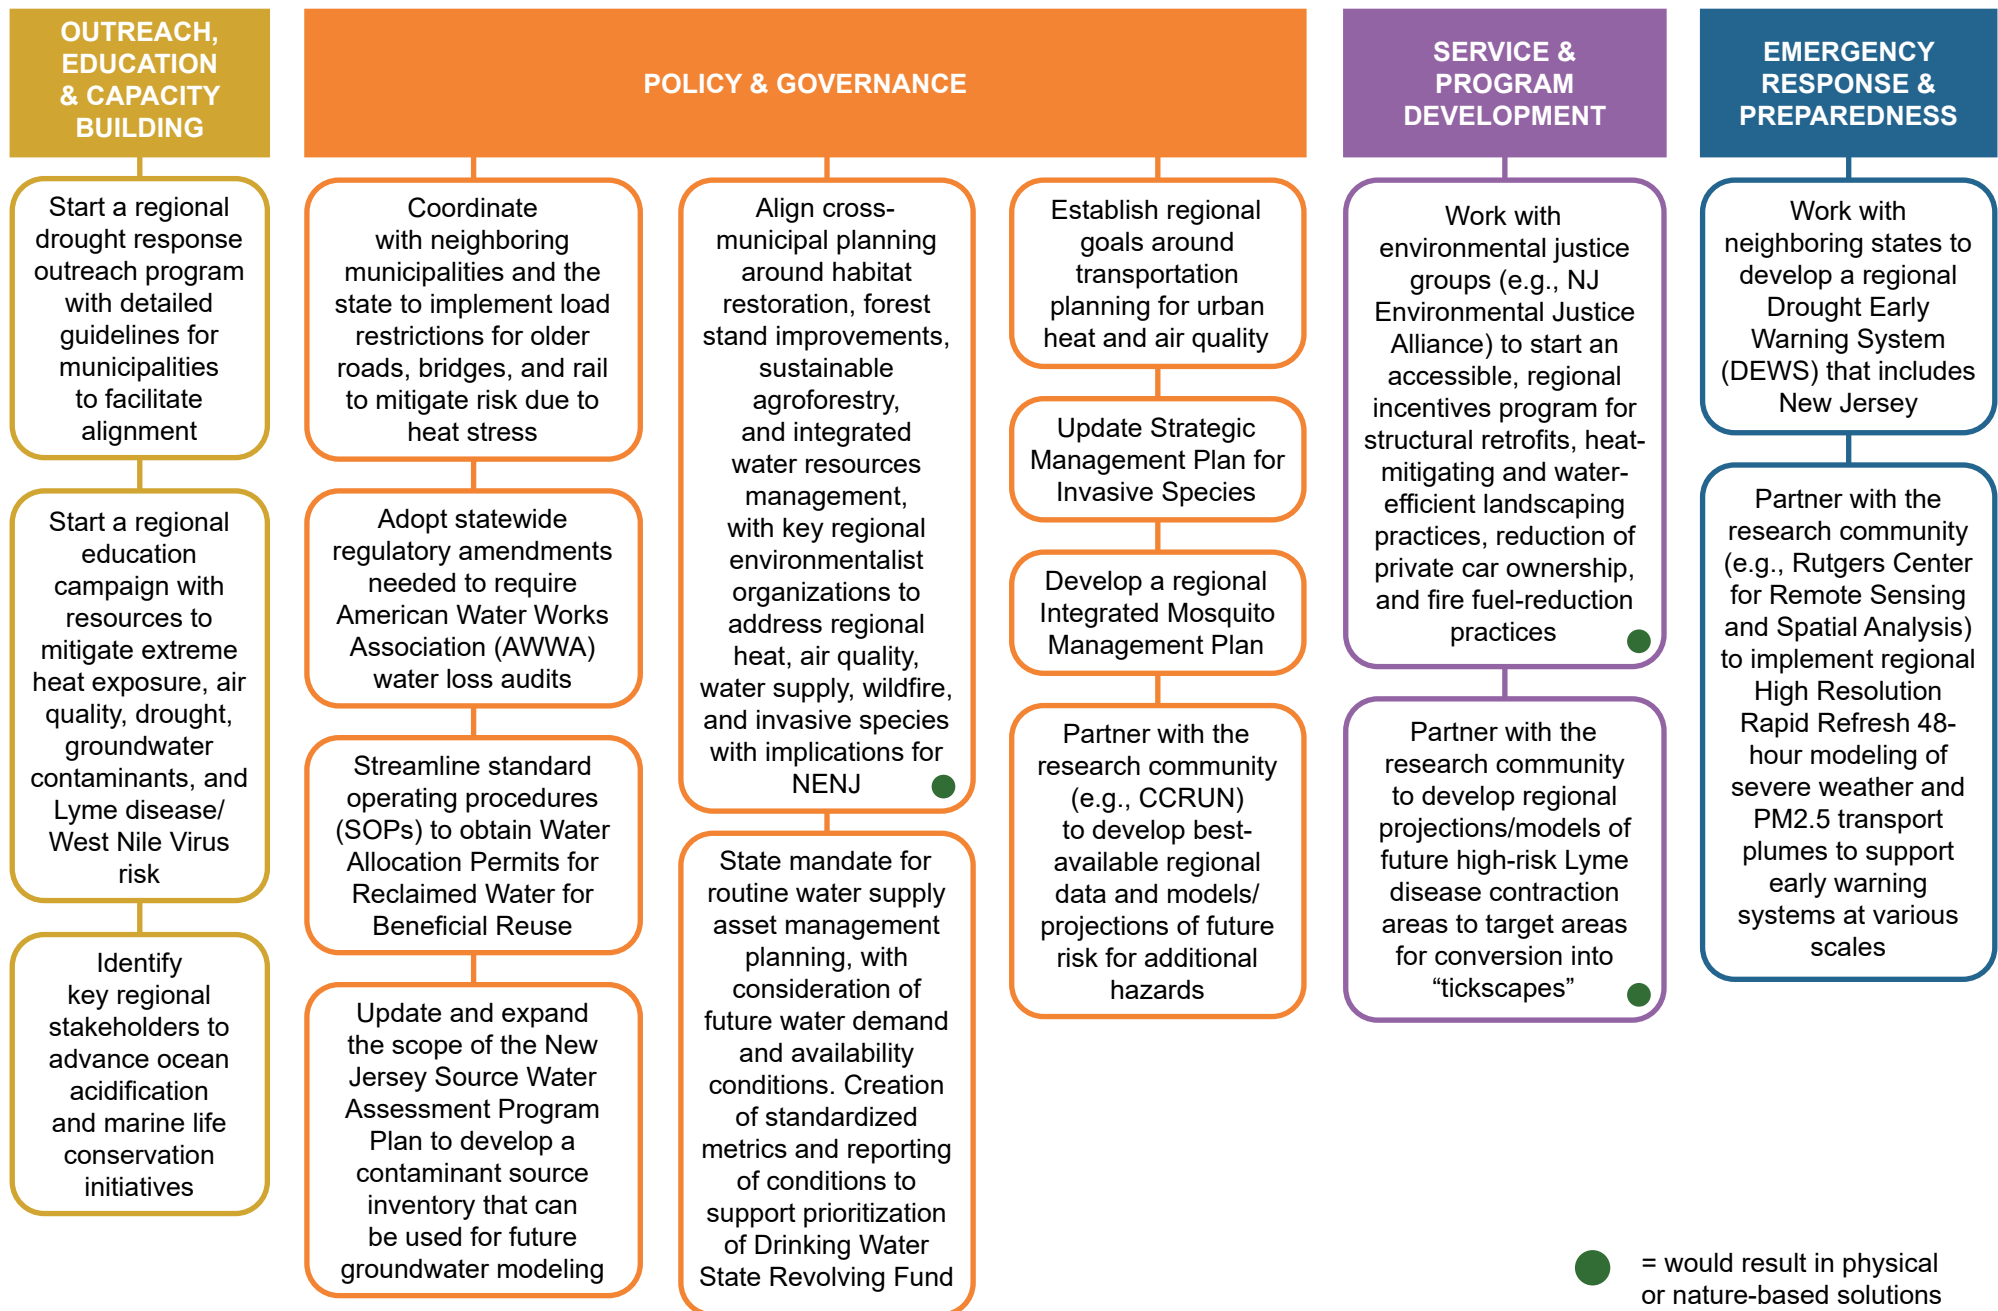 OUTREACH,
EDUCATION
& CAPACITY
BUILDING
Start a regional
drought response
outreach program
with detailed
guidelines for
municipalities
to facilitate
alignment
Start a regional
education
campaign with
resources to
mitigate extreme
heat exposure, air
quality, drought,
groundwater
contaminants, and
Lyme disease/
West Nile Virus
risk
Identify
key regional
stakeholders to
advance ocean
acidification
and marine life
conservation
initiatives
POLICY & GOVERNANCE
Coordinate
with neighboring
municipalities and the
state to implement load
restrictions for older
roads, bridges, and rail
to mitigate risk due to
heat stress
Adopt statewide
regulatory amendments
needed to require
American Water Works
Association (AWWA)
water loss audits
Streamline standard
operating procedures
(SOPs) to obtain Water
Allocation Permits for
Reclaimed Water for
Beneficial Reuse
Update and expand
the scope of the New
Jersey Source Water
Assessment Program
Plan to develop a
contaminant source
inventory that can
be used for future
groundwater modeling
Align cross-
municipal planning
around habitat
restoration, forest
stand improvements,
sustainable
agroforestry,
and integrated
water resources
management,
with key regional
environmentalist
organizations to
address regional
heat, air quality,
water supply, wildfire,
and invasive species
with implications for
NENJ
State mandate for
routine water supply
asset management
planning, with
consideration of
future water demand
and availability
conditions. Creation
of standardized
metrics and reporting
of conditions to
support prioritization
of Drinking Water
State Revolving Fund
Establish regional
goals around
transportation
planning for urban
heat and air quality
Update Strategic
Management Plan for
Invasive Species
Develop a regional
Integrated Mosquito
Management Plan
Partner with the
research community
(e.g., CCRUN)
to develop best-
available regional
data and models/
projections of future
risk for additional
hazards
SERVICE &
PROGRAM
DEVELOPMENT
Work with
environmental justice
groups (e.g., NJ
Environmental Justice
Alliance) to start an
accessible, regional
incentives program for
structural retrofits, heat-
mitigating and water-
efficient landscaping
practices, reduction of
private car ownership,
and fire fuel-reduction
practices
Partner with the
research community
to develop regional
projections/models of
future high-risk Lyme
disease contraction
areas to target areas
for conversion into
“tickscapes”
EMERGENCY
RESPONSE &
PREPAREDNESS
Work with
neighboring states to
develop a regional
Drought Early
Warning System
(DEWS) that includes
New Jersey
Partner with the
research community
(e.g., Rutgers Center
for Remote Sensing
and Spatial Analysis)
to implement regional
High Resolution
Rapid Refresh 48-
hour modeling of
severe weather and
PM2.5 transport
plumes to support
early warning
systems at various
scales
= would result in physical
or nature-based solutions